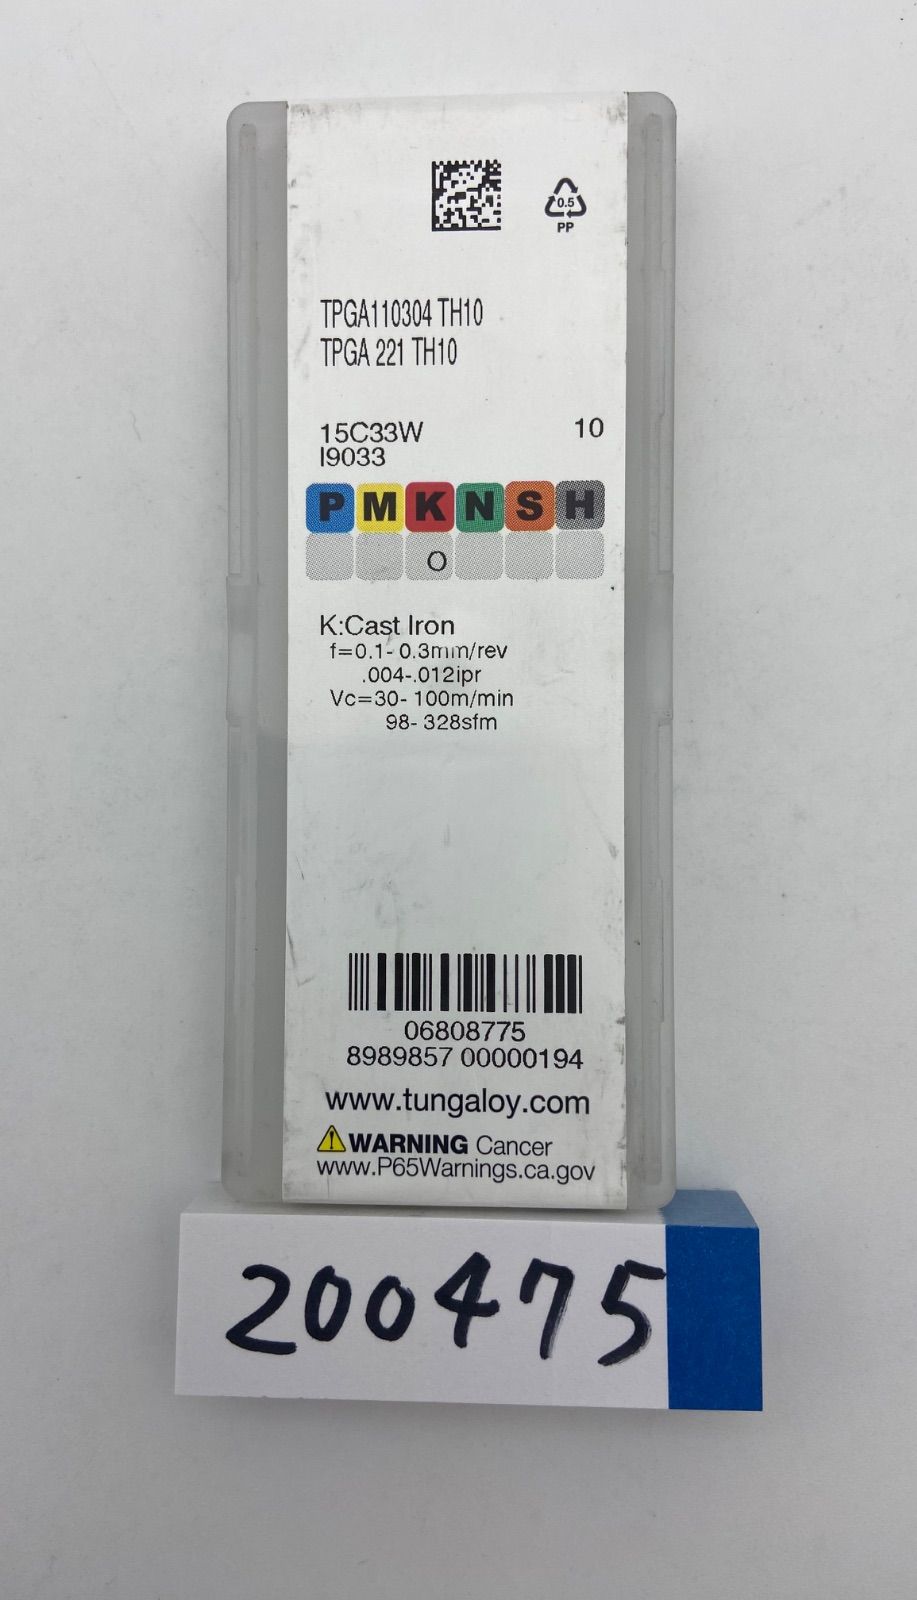 0.5
PP
TPGA110304 TH10
TPGA 221 TH10
15C33W 10
I9033
P M K N S H
O
K:Cast Iron
f=0.1- 0.3mm/rev
.004-.012ipr
Vc=30- 100m/min
98- 328sfm
06808775
8989857 00000194
www.tungaloy.com
WARNING Cancer
www.P65Warnings.ca.gov
200475